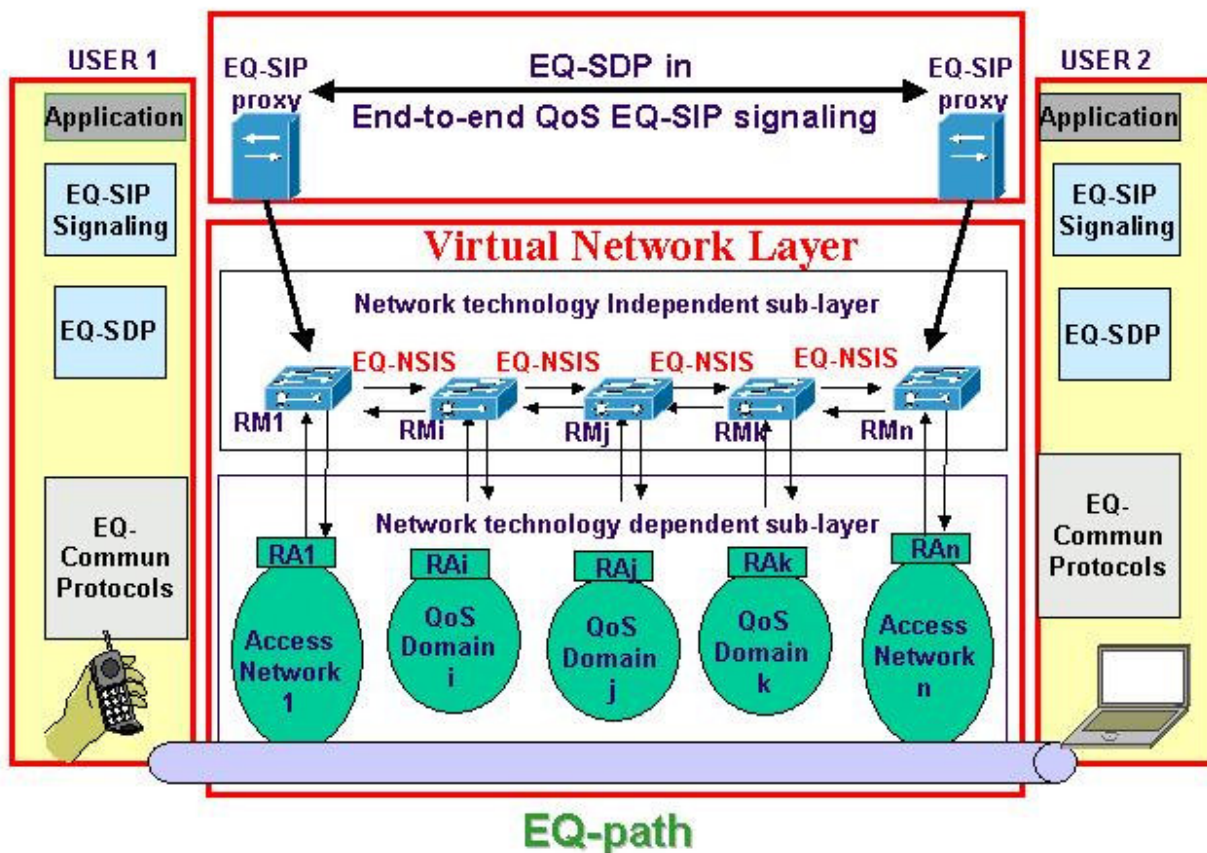 USER 1
Application
EQ-SIP
Signaling
EQ-SDP
EQ-
Commun
Protocols
EQ-SIP
proxy
EQ-SDP in
End-to-end QoS EQ-SIP signaling
EQ-SIP
proxy
Virtual Network Layer
Network technology Independent sub-layer
EQ-NSIS
EQ-NSIS
EQ-NSIS
EQ-NSIS
RM1
RMi
RMj
RMk
RMn
Network technology dependent sub-layer
RA1
RAi
RAj
RAk
RAn
Access
Network
1
QoS
Domain
i
QoS
Domain
j
QoS
Domain
k
Access
Network
n
USER 2
Application
EQ-SIP
Signaling
EQ-SDP
EQ-
Commun
Protocols
EQ-path